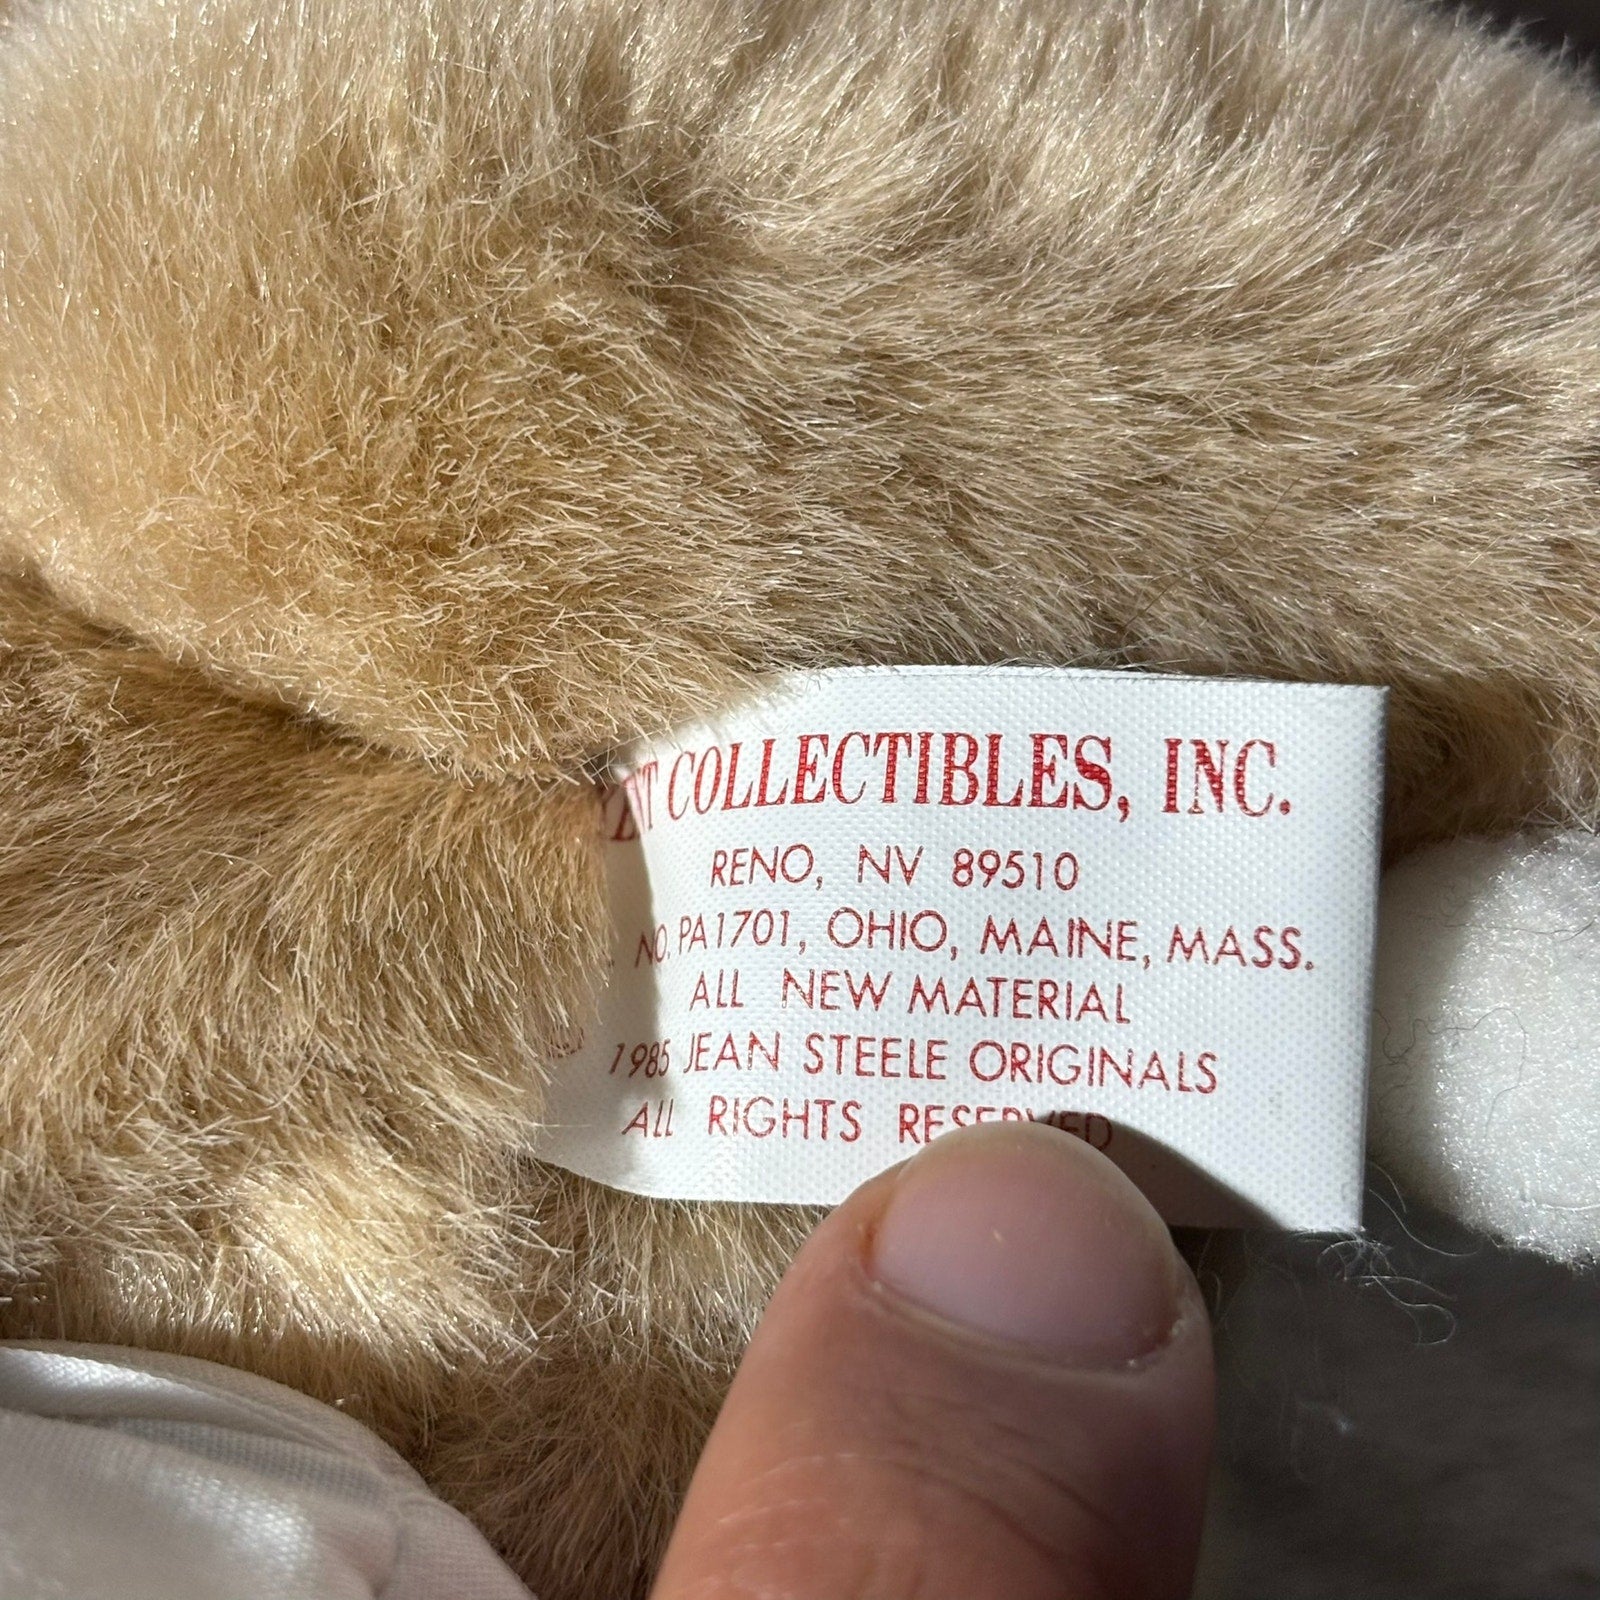 COLLECTIBLES, INC.
RENO, NV 89510
NO. PA1701, OHIO, MAINE, MASS.
ALL NEW MATERIAL
1985 JEAN STEELE ORIGINALS
ALL RIGHTS RESERVED